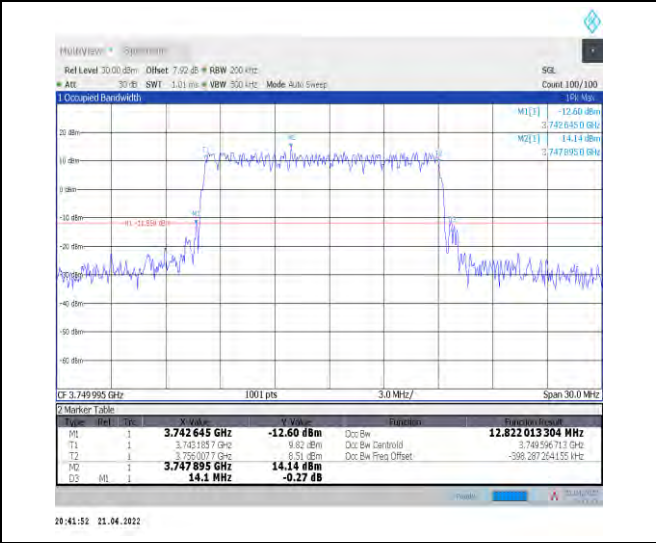 MultiView Spectrum
Ref Level 30.00 dBm Offset 7.92 dB RBW 200 kHz SGL
Att 30 dB SWT 1.01 ms VBW 300 kHz Mode Auto Sweep Count 100/100
1 Occupied Bandwidth 1Pk Max
M1[1] -12.60 dBm
3.742 645 0 GHz
M2[1] 14.14 dBm
3.747 895 0 GHz
20 dBm
M2
10 dBm
0 dBm
-10 dBm
M1
-20 dBm
-30 dBm
-40 dBm
-50 dBm
-60 dBm
CF 3.749 995 GHz 1001 pts 3.0 MHz/ Span 30.0 MHz
2 Marker Table
Type Ref Trc X-Value Y-Value Function Function Result
M1 1 3.742 645 GHz -12.60 dBm Occ Bw 12.822 013 304 MHz
T1 1 3.743 185 7 GHz 9.82 dBm Occ Bw Centroid 3.749 596 713 GHz
T2 1 3.756 007 7 GHz 8.51 dBm Occ Bw Freq Offset -398.287 264 155 kHz
M2 1 3.747 895 GHz 14.14 dBm
D3 M1 1 14.1 MHz -0.27 dB
20:41:52 21.04.2022